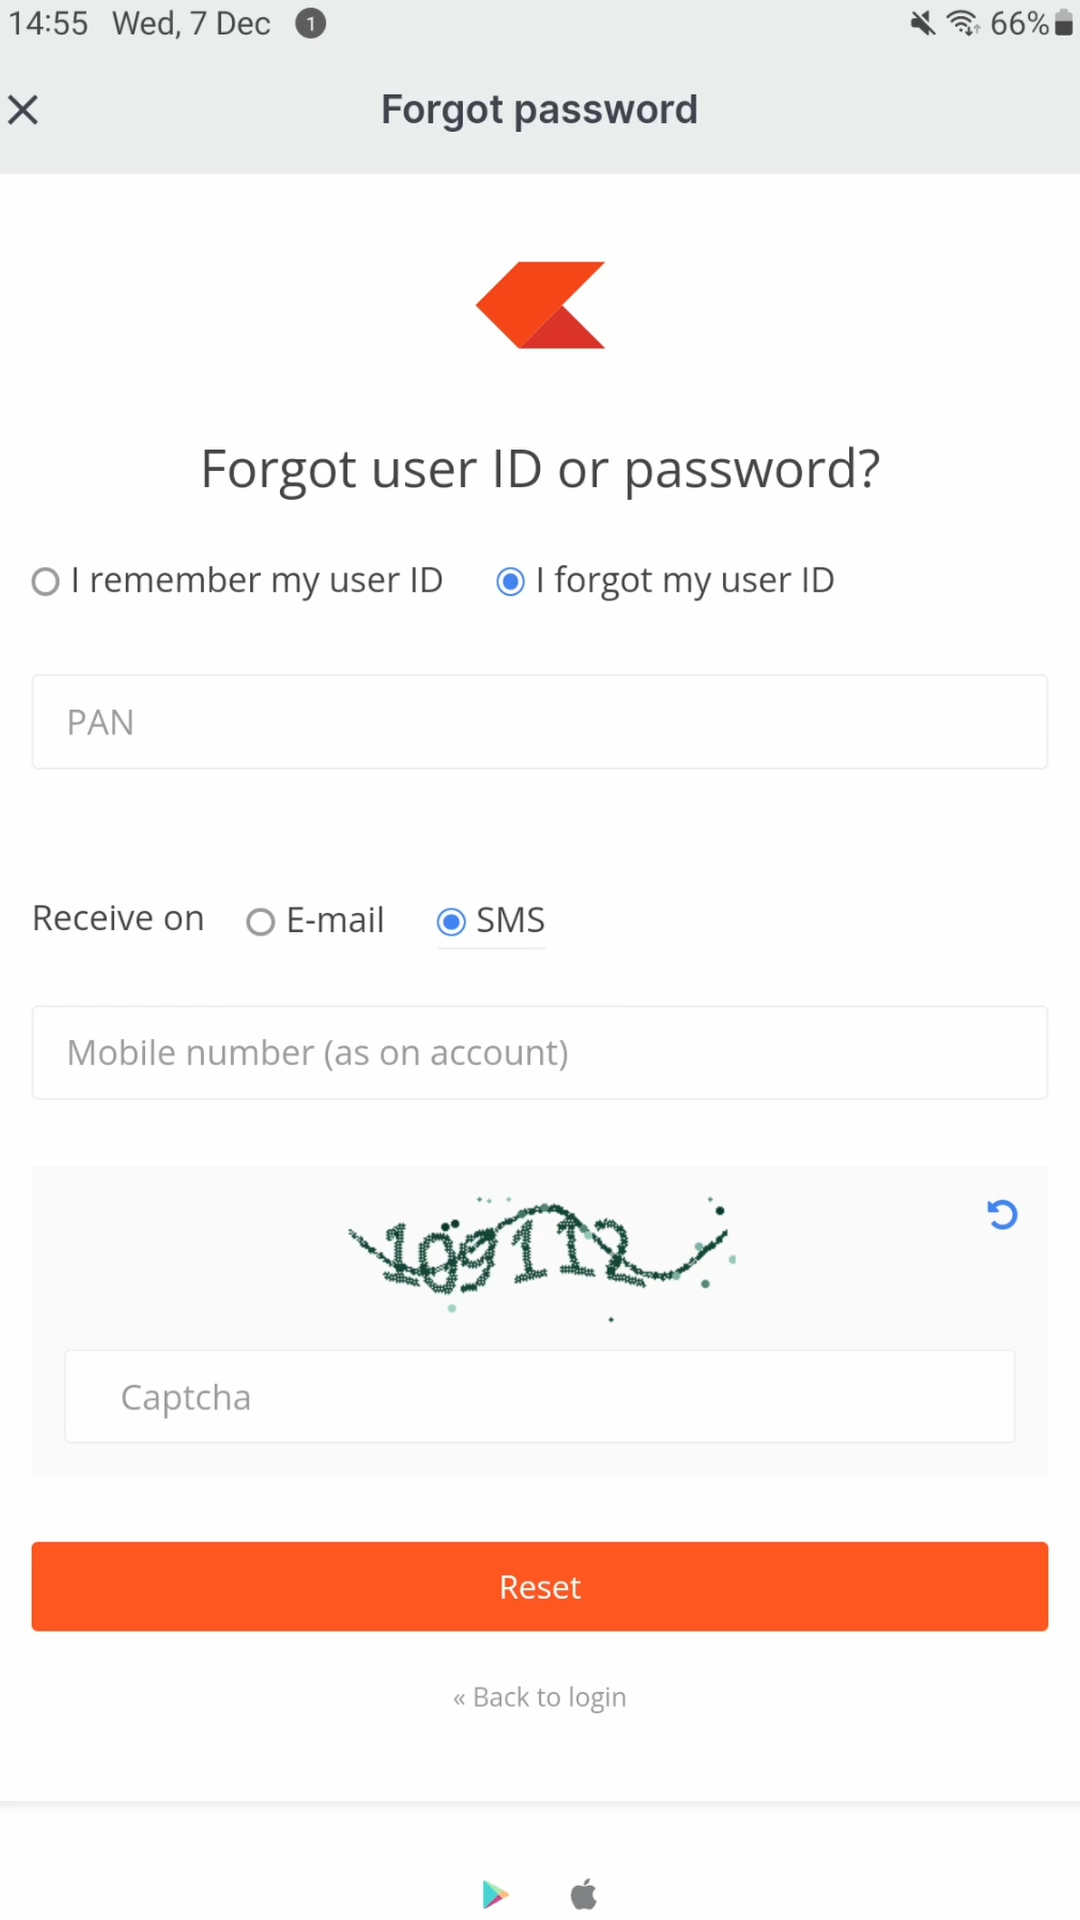 14:55 Wed, 7 Dec 1 66%
Forgot password
Forgot user ID or password?
I remember my user ID I forgot my user ID
PAN
Receive on E-mail SMS
Mobile number (as on account)
Captcha
Reset
« Back to login